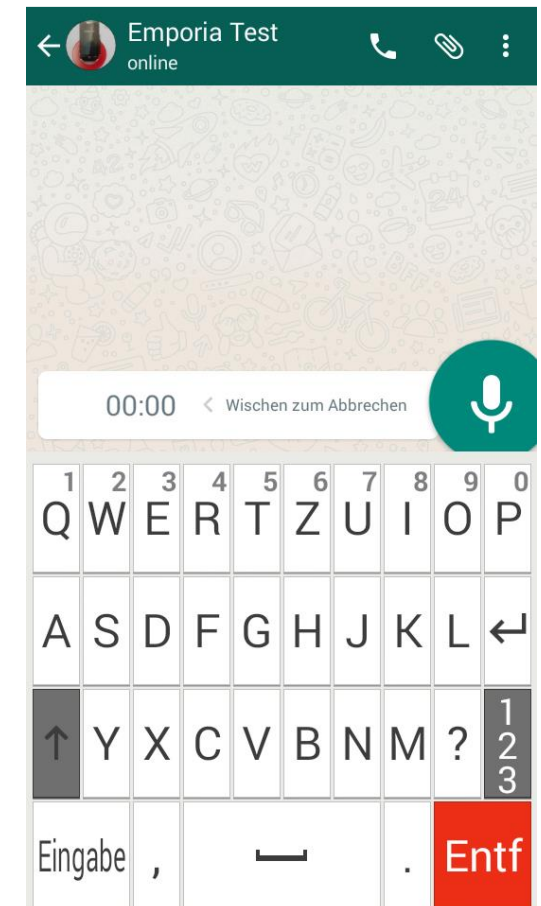 Emporia Test
online
00:00 < Wischen zum Abbrechen
1 2 3 4 5 6 7 8 9 0
Q W E R T Z U I O P
A S D F G H J K L ↵
↑ Y X C V B N M ? 1 2 3
Eingabe , . Entf